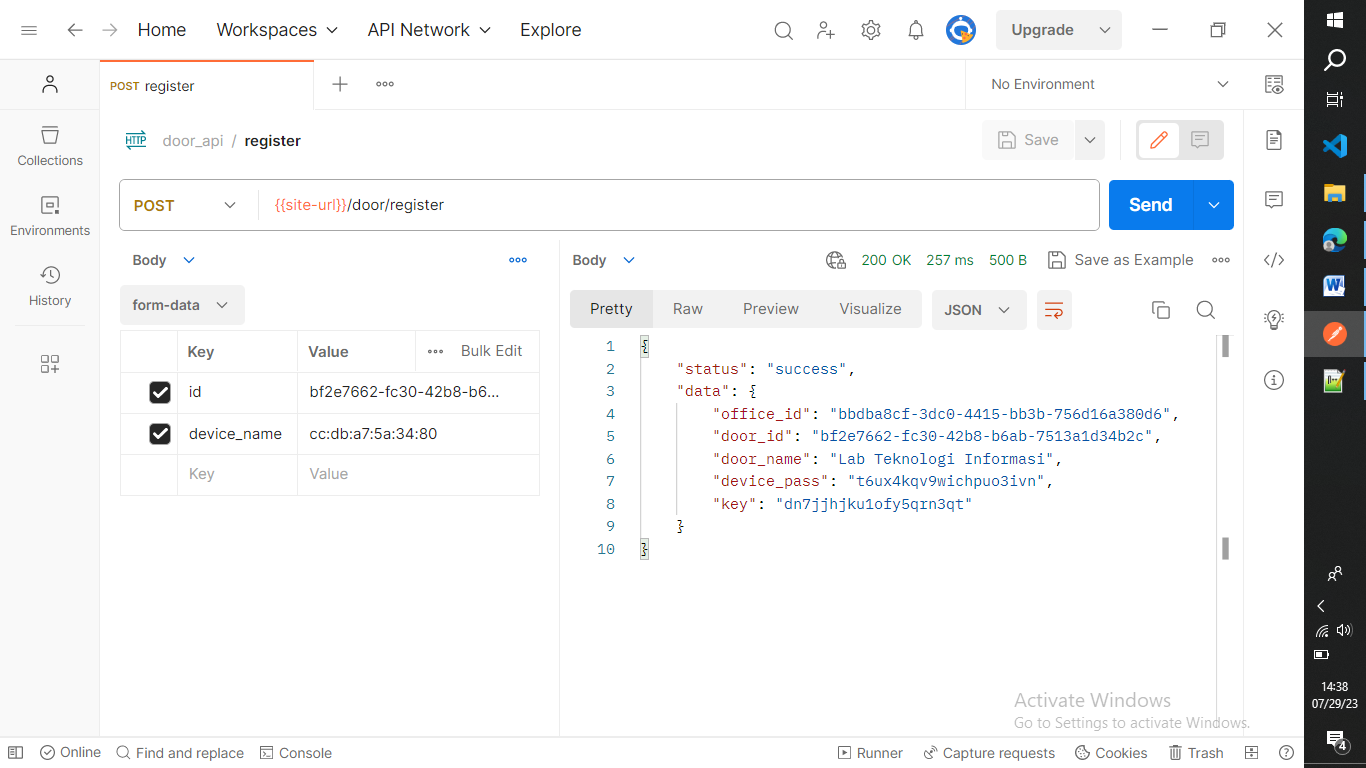 Home Workspaces API Network Explore Upgrade
POST register No Environment
door_api / register Save
Collections
Environments
History
POST {{site-url}}/door/register Send
Body
form-data
Key Value Bulk Edit
id bf2e7662-fc30-42b8-b6...
device_name cc:db:a7:5a:34:80
Key Value
Body 200 OK 257 ms 500 B Save as Example
Pretty Raw Preview Visualize JSON
1 {
2 "status": "success",
3 "data": {
4 "office_id": "bbdba8cf-3dc0-4415-bb3b-756d16a380d6",
5 "door_id": "bf2e7662-fc30-42b8-b6ab-7513a1d34b2c",
6 "door_name": "Lab Teknologi Informasi",
7 "device_pass": "t6ux4kqv9wichpuo3ivn",
8 "key": "dn7jjhjku1ofy5qrn3qt"
9 }
10 }
Activate Windows
Go to Settings to activate Windows.
Online Find and replace Console Runner Capture requests Cookies Trash
14:38
07/29/23
4
HTTP